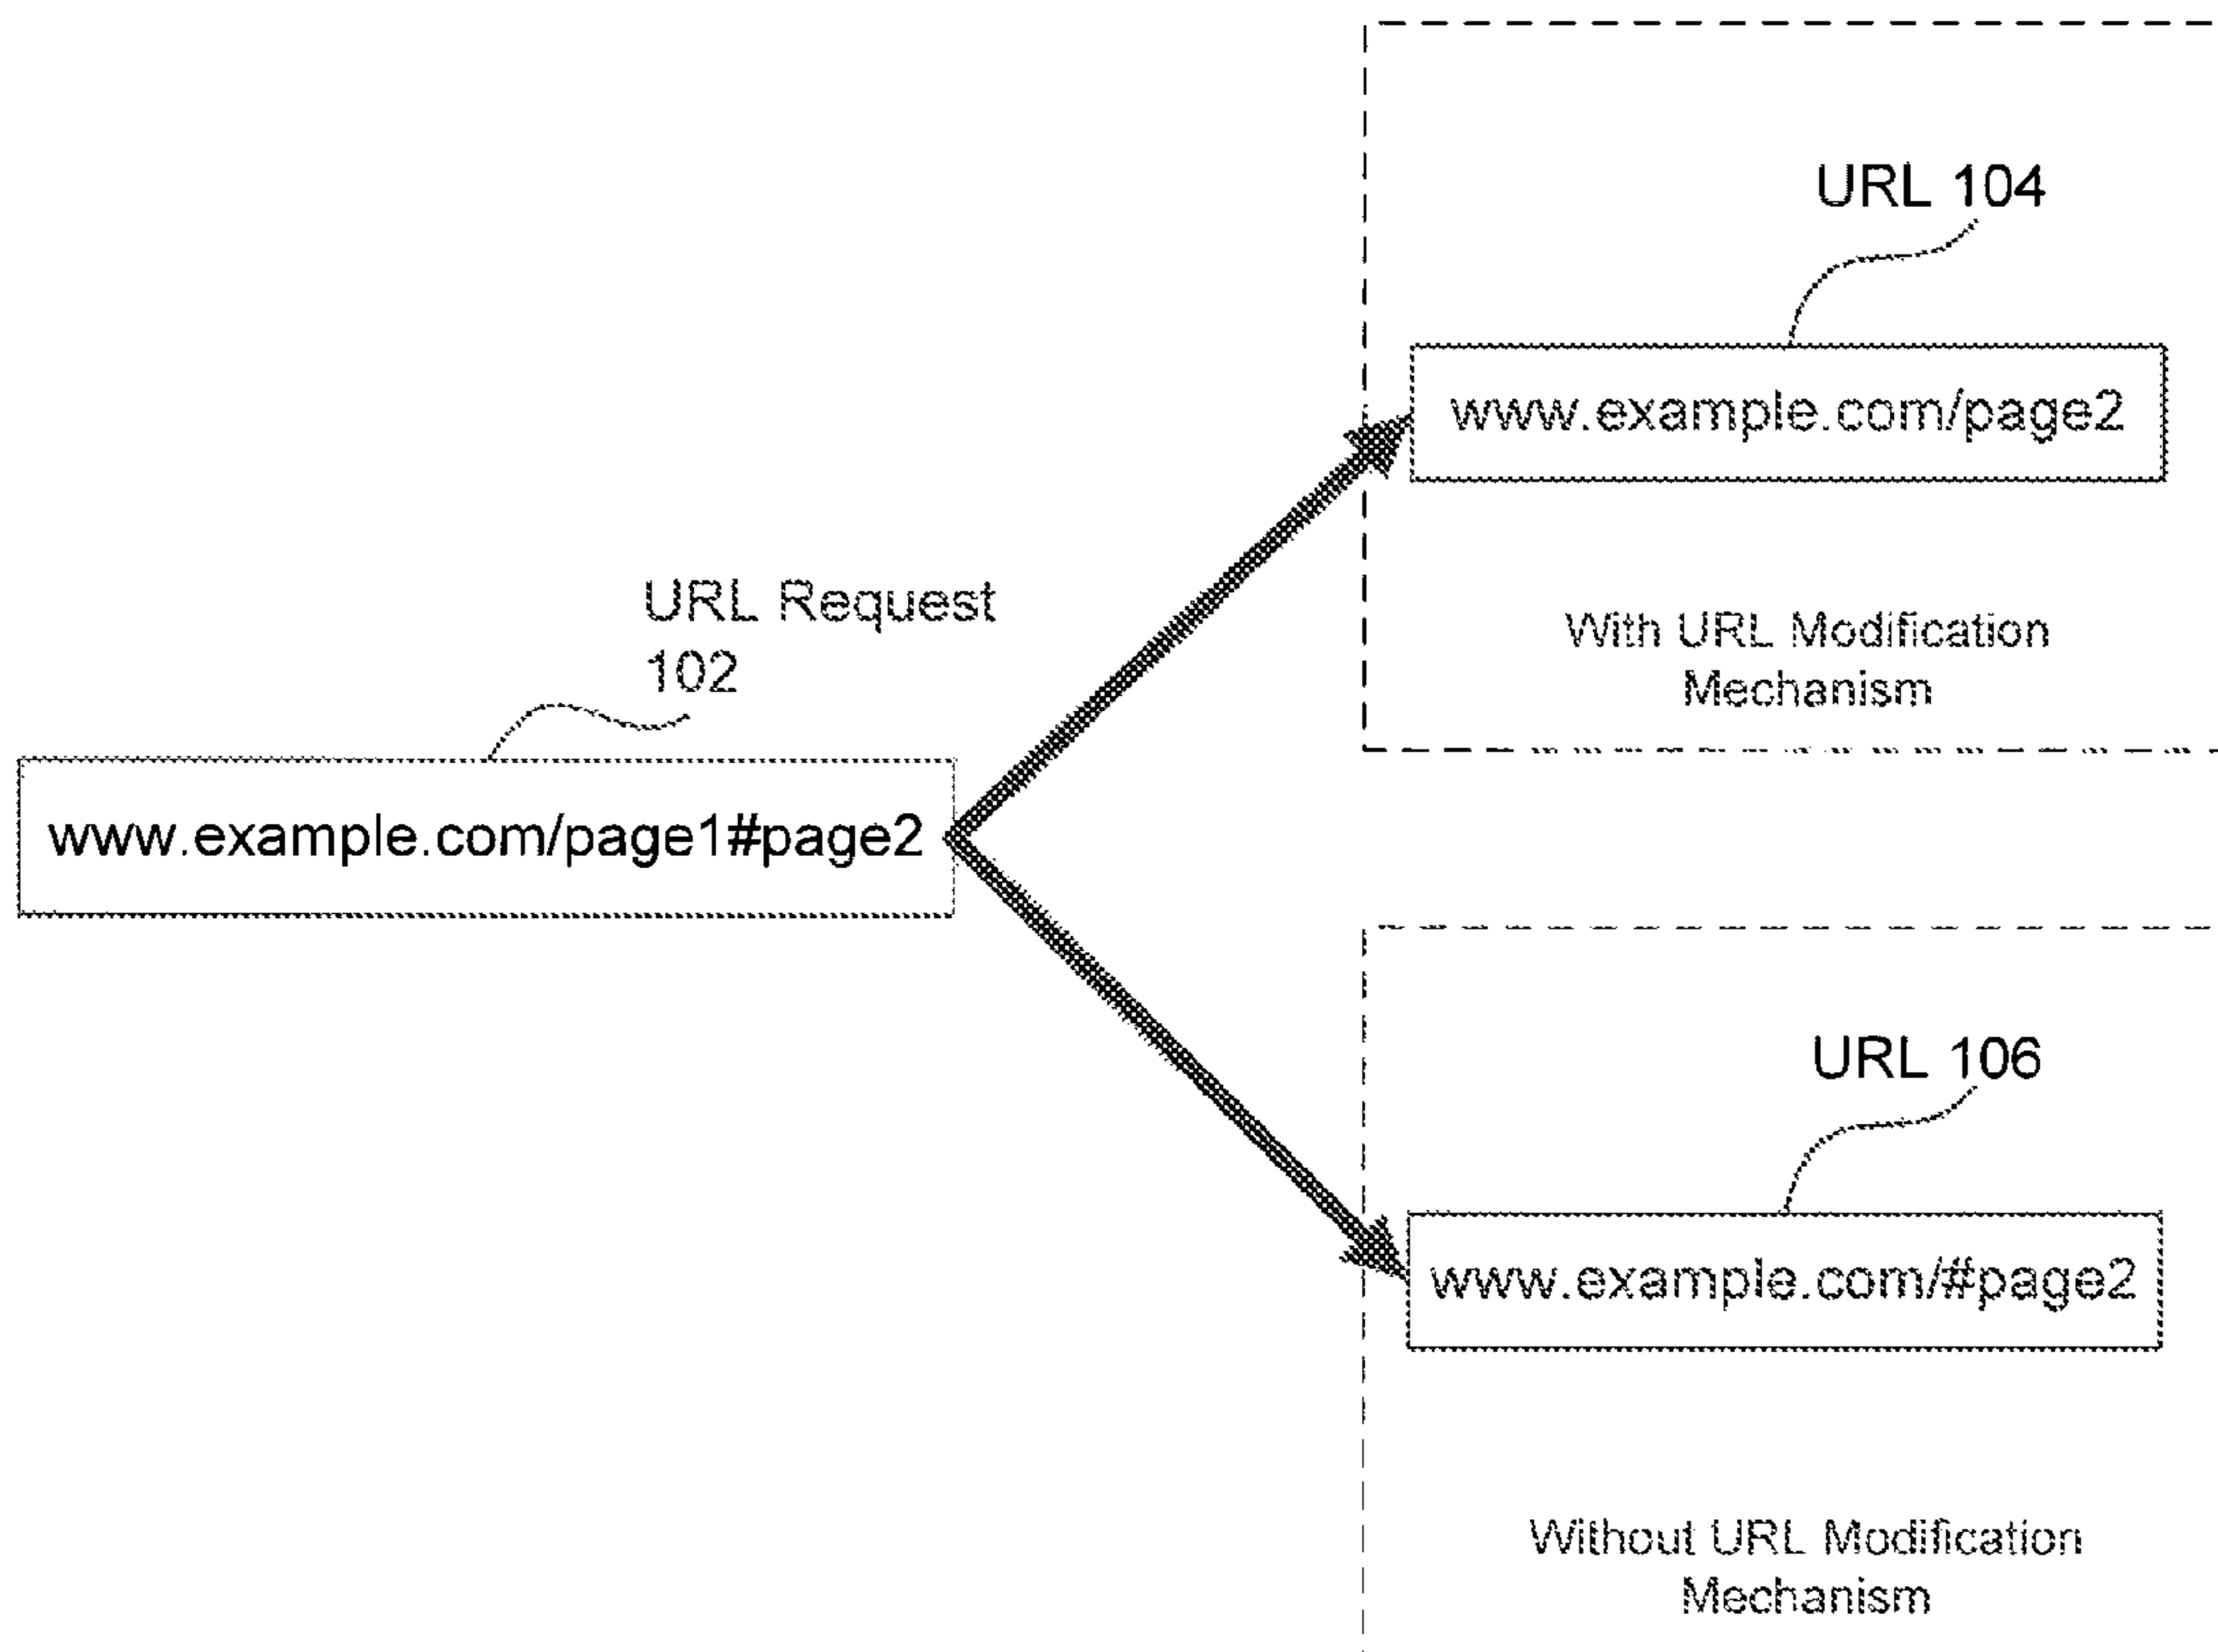 URL 104
www.example.com/page2
With URL Modification
Mechanism
URL Request
102
www.example.com/page1#page2
URL 106
www.example.com/#page2
Without URL Modification
Mechanism